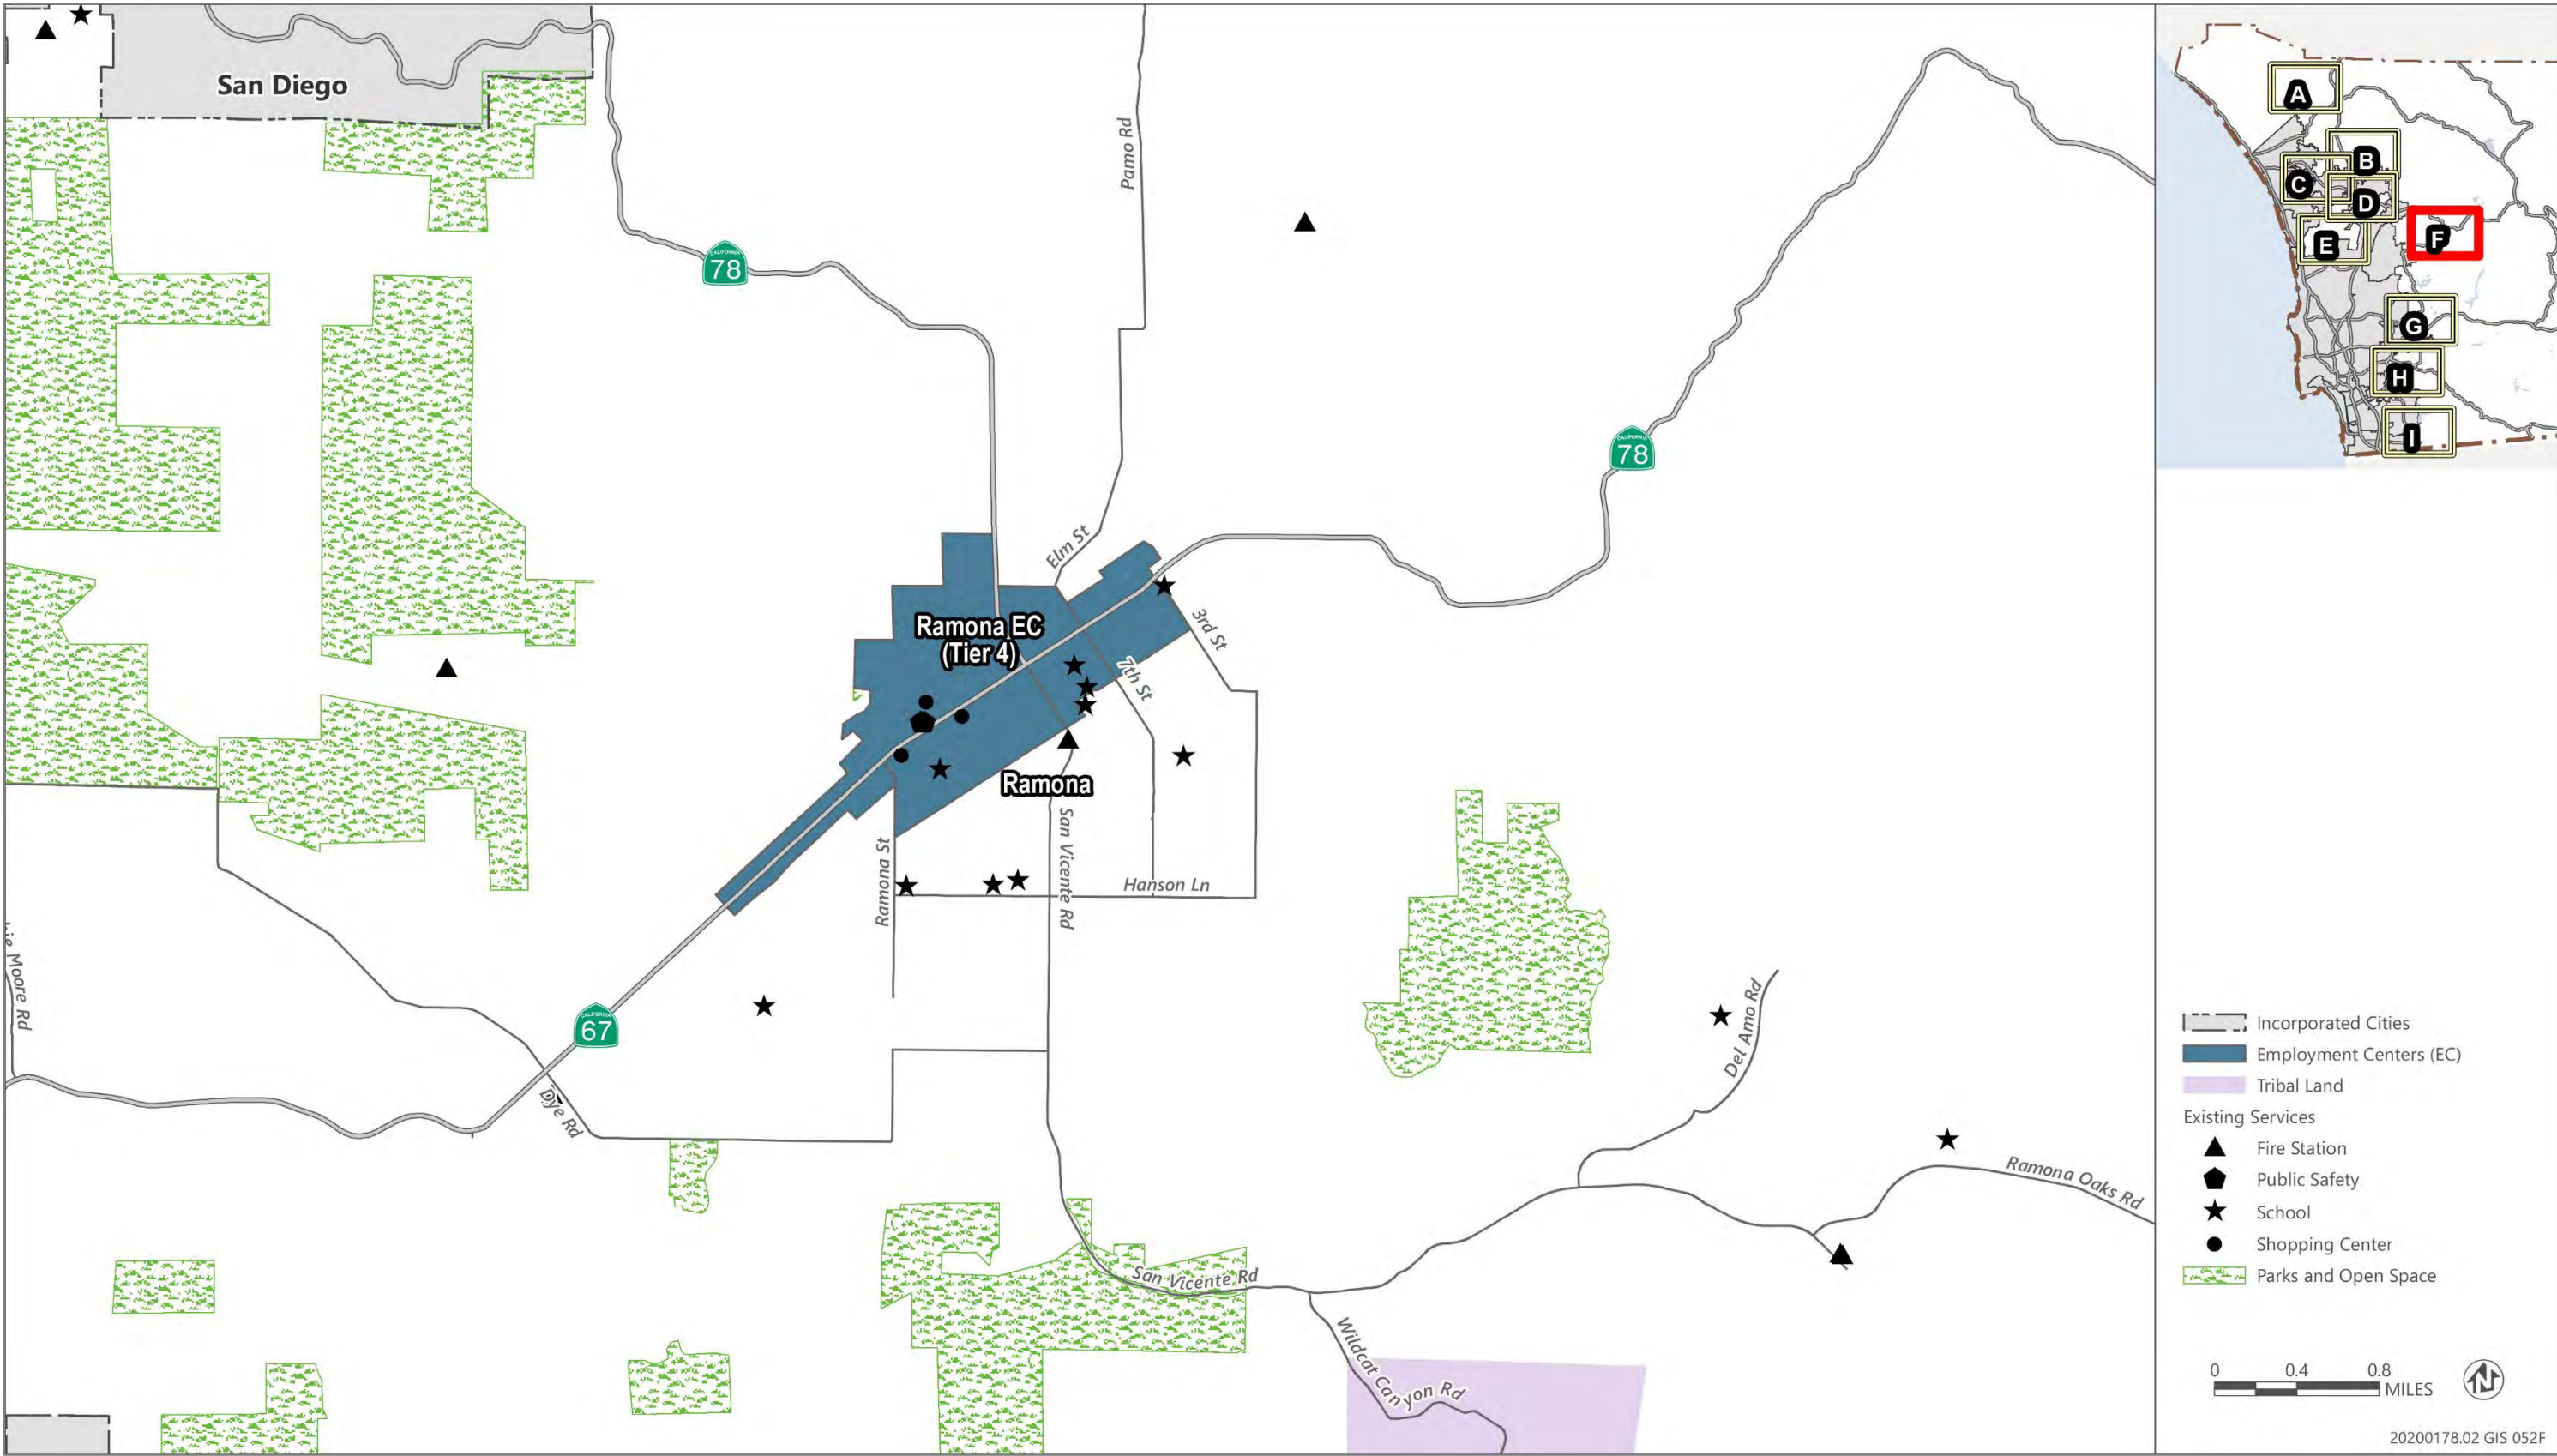 San Diego
Pamo Rd
CALIFORNIA
78
CALIFORNIA
78
Elm St
Ramona EC
(Tier 4)
3rd St
7th St
Ramona
Ramona St
San Vicente Rd
Hanson Ln
Moore Rd
CALIFORNIA
67
Dye Rd
Del Amo Rd
Ramona Oaks Rd
San Vicente Rd
Wildcat Canyon Rd
A
B
C
D
E
F
G
H
I
Incorporated Cities
Employment Centers (EC)
Tribal Land
Existing Services
Fire Station
Public Safety
School
Shopping Center
Parks and Open Space
0 0.4 0.8
MILES
N
20200178.02 GIS 052F